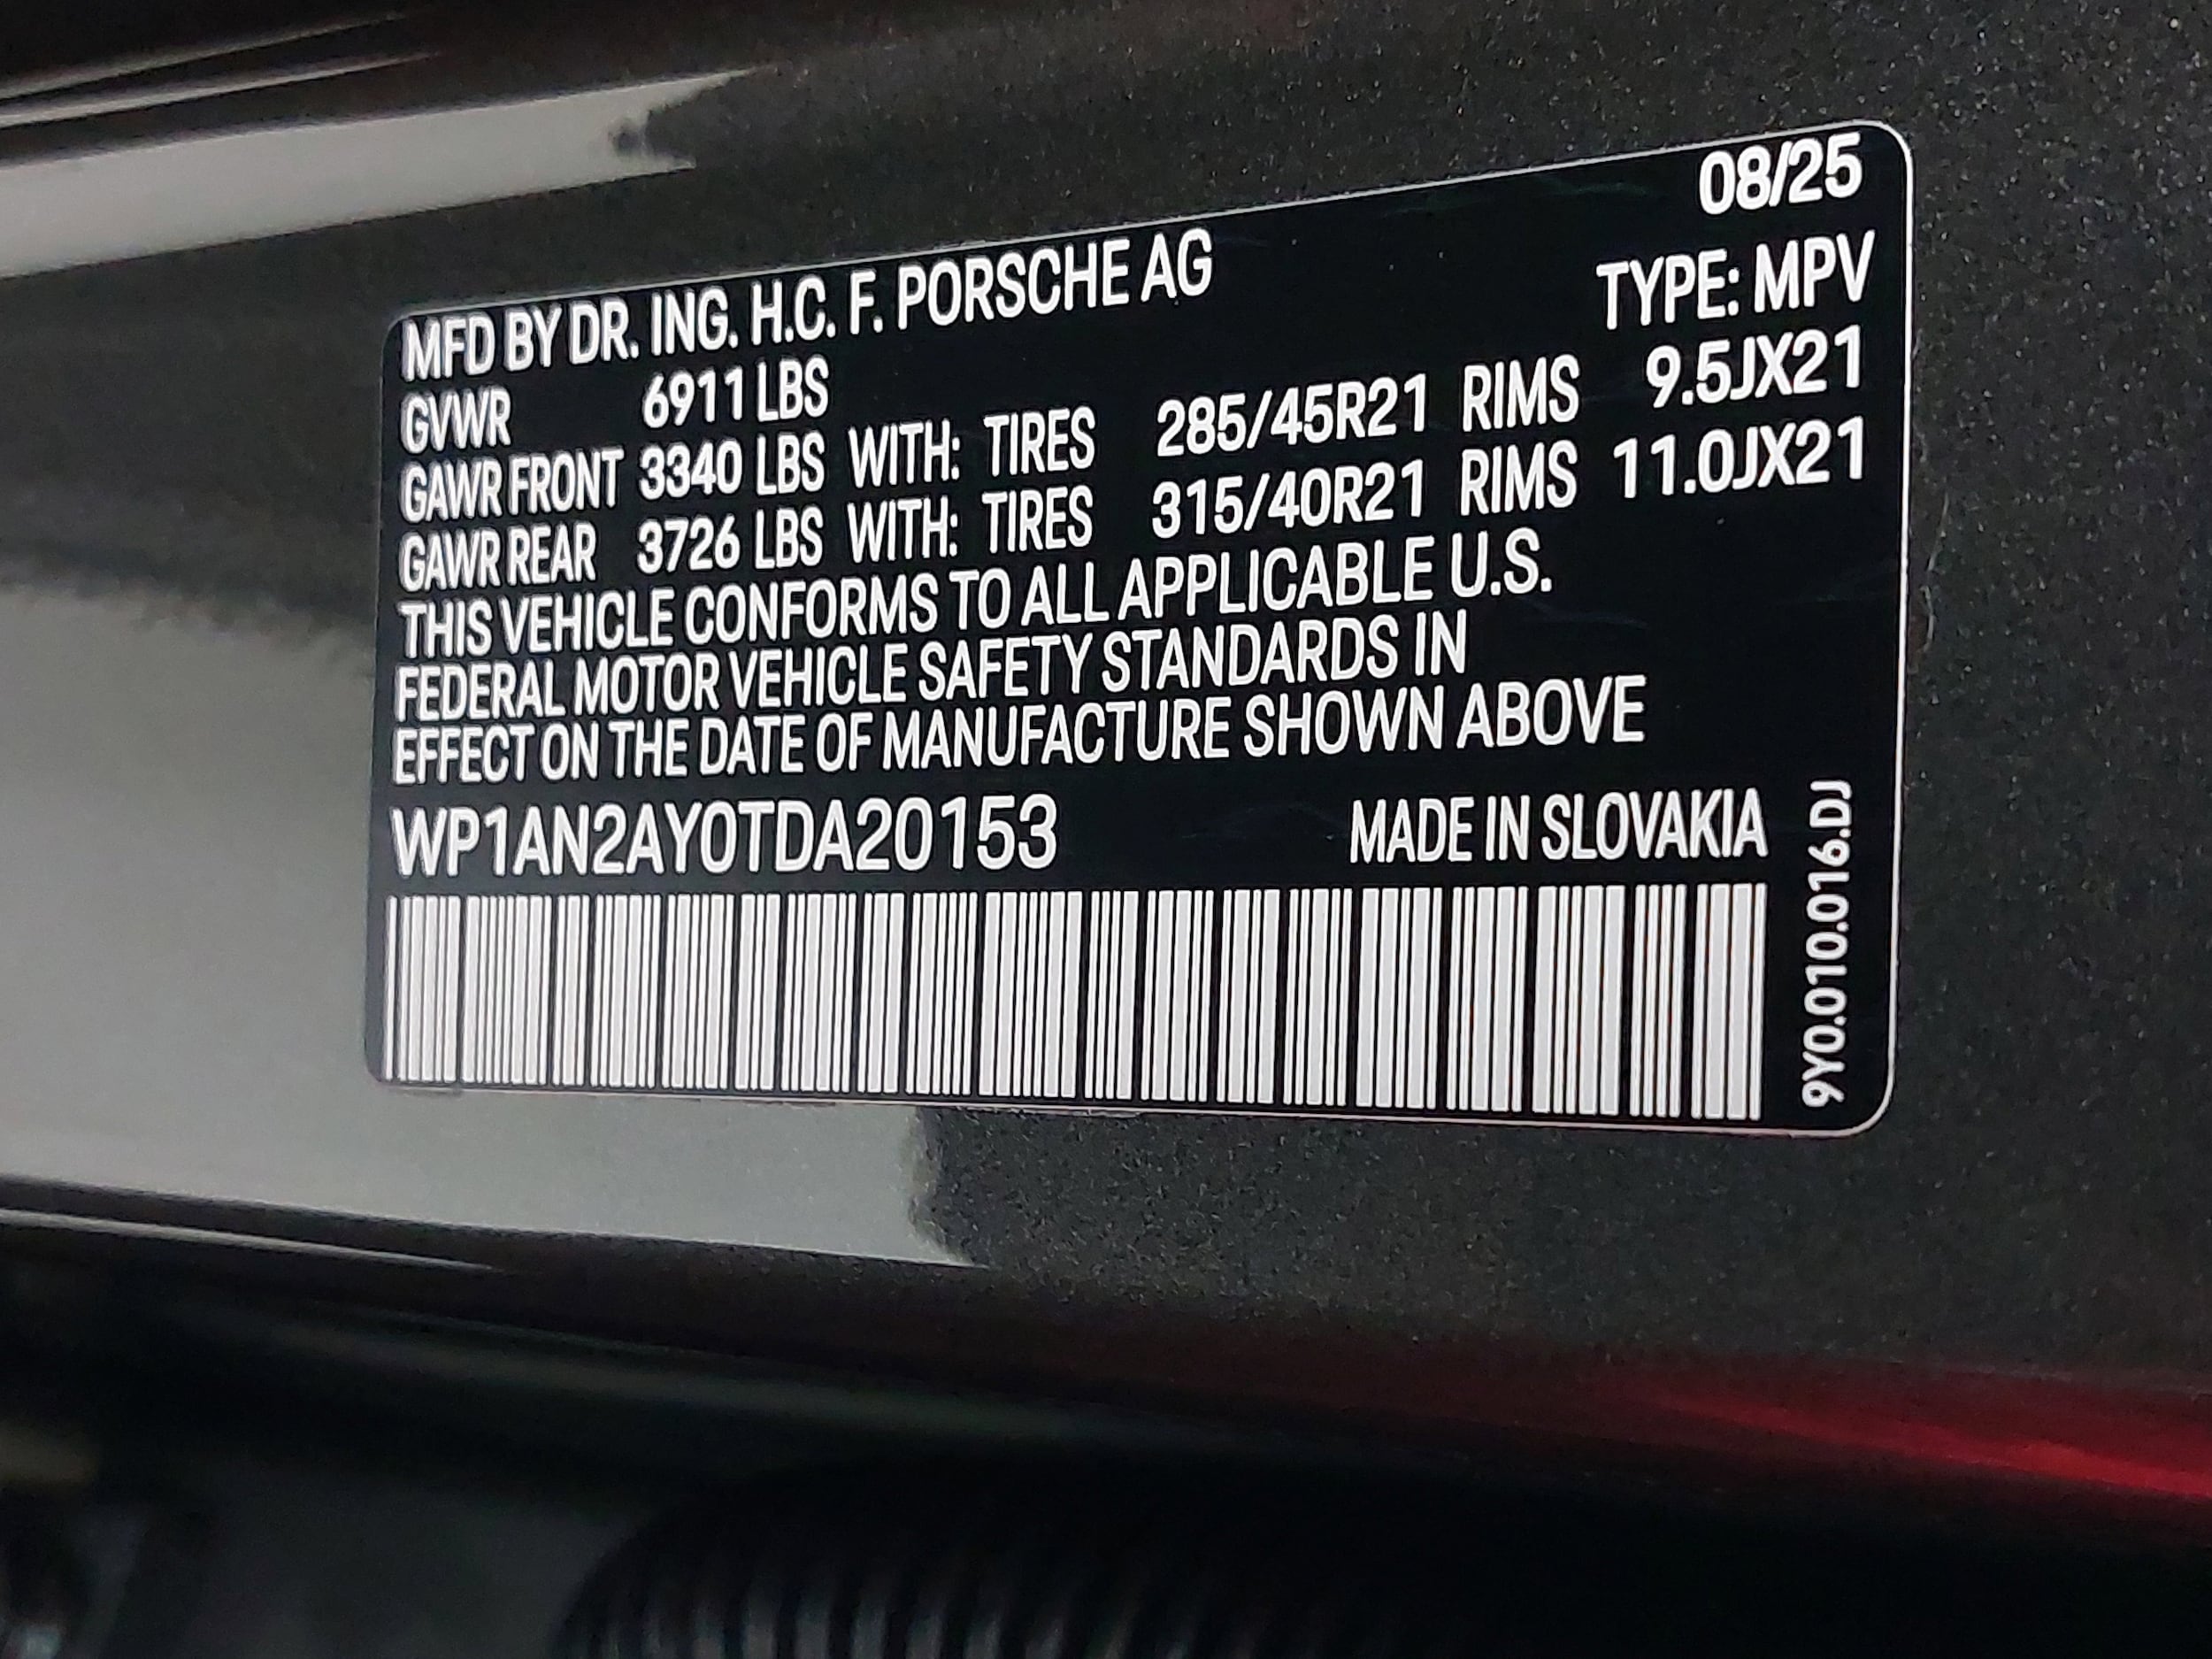 08/25
MFD BY DR. ING. H.C. F. PORSCHE AG TYPE: MPV
GVWR 6911 LBS
GAWR FRONT 3340 LBS WITH: TIRES 285/45R21 RIMS 9.5JX21
GAWR REAR 3726 LBS WITH: TIRES 315/40R21 RIMS 11.0JX21
THIS VEHICLE CONFORMS TO ALL APPLICABLE U.S.
FEDERAL MOTOR VEHICLE SAFETY STANDARDS IN
EFFECT ON THE DATE OF MANUFACTURE SHOWN ABOVE
WP1AN2AY0TDA20153 MADE IN SLOVAKIA
9Y0.010.016.DJ